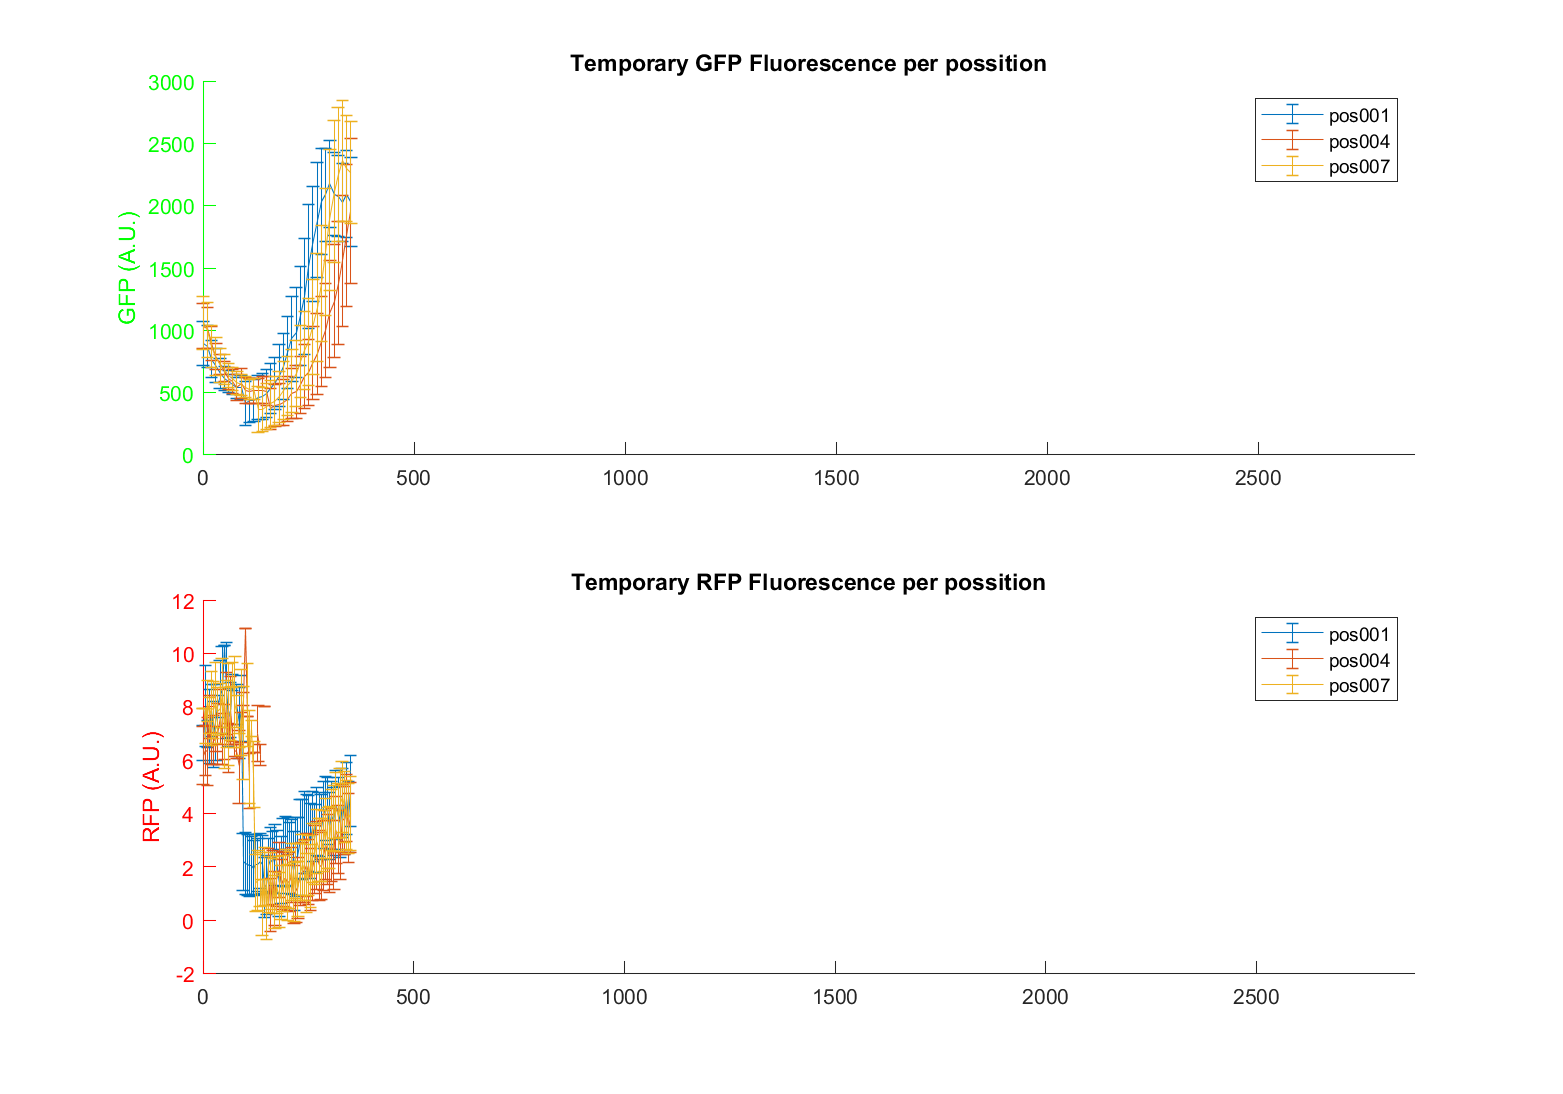 Temporary GFP Fluorescence per possition
3000
2500
2000
1500
1000
500
0
GFP (A.U.)
pos001
pos004
pos007
0 500 1000 1500 2000 2500
Temporary RFP Fluorescence per possition
12
10
8
6
4
2
0
-2
RFP (A.U.)
pos001
pos004
pos007
0 500 1000 1500 2000 2500